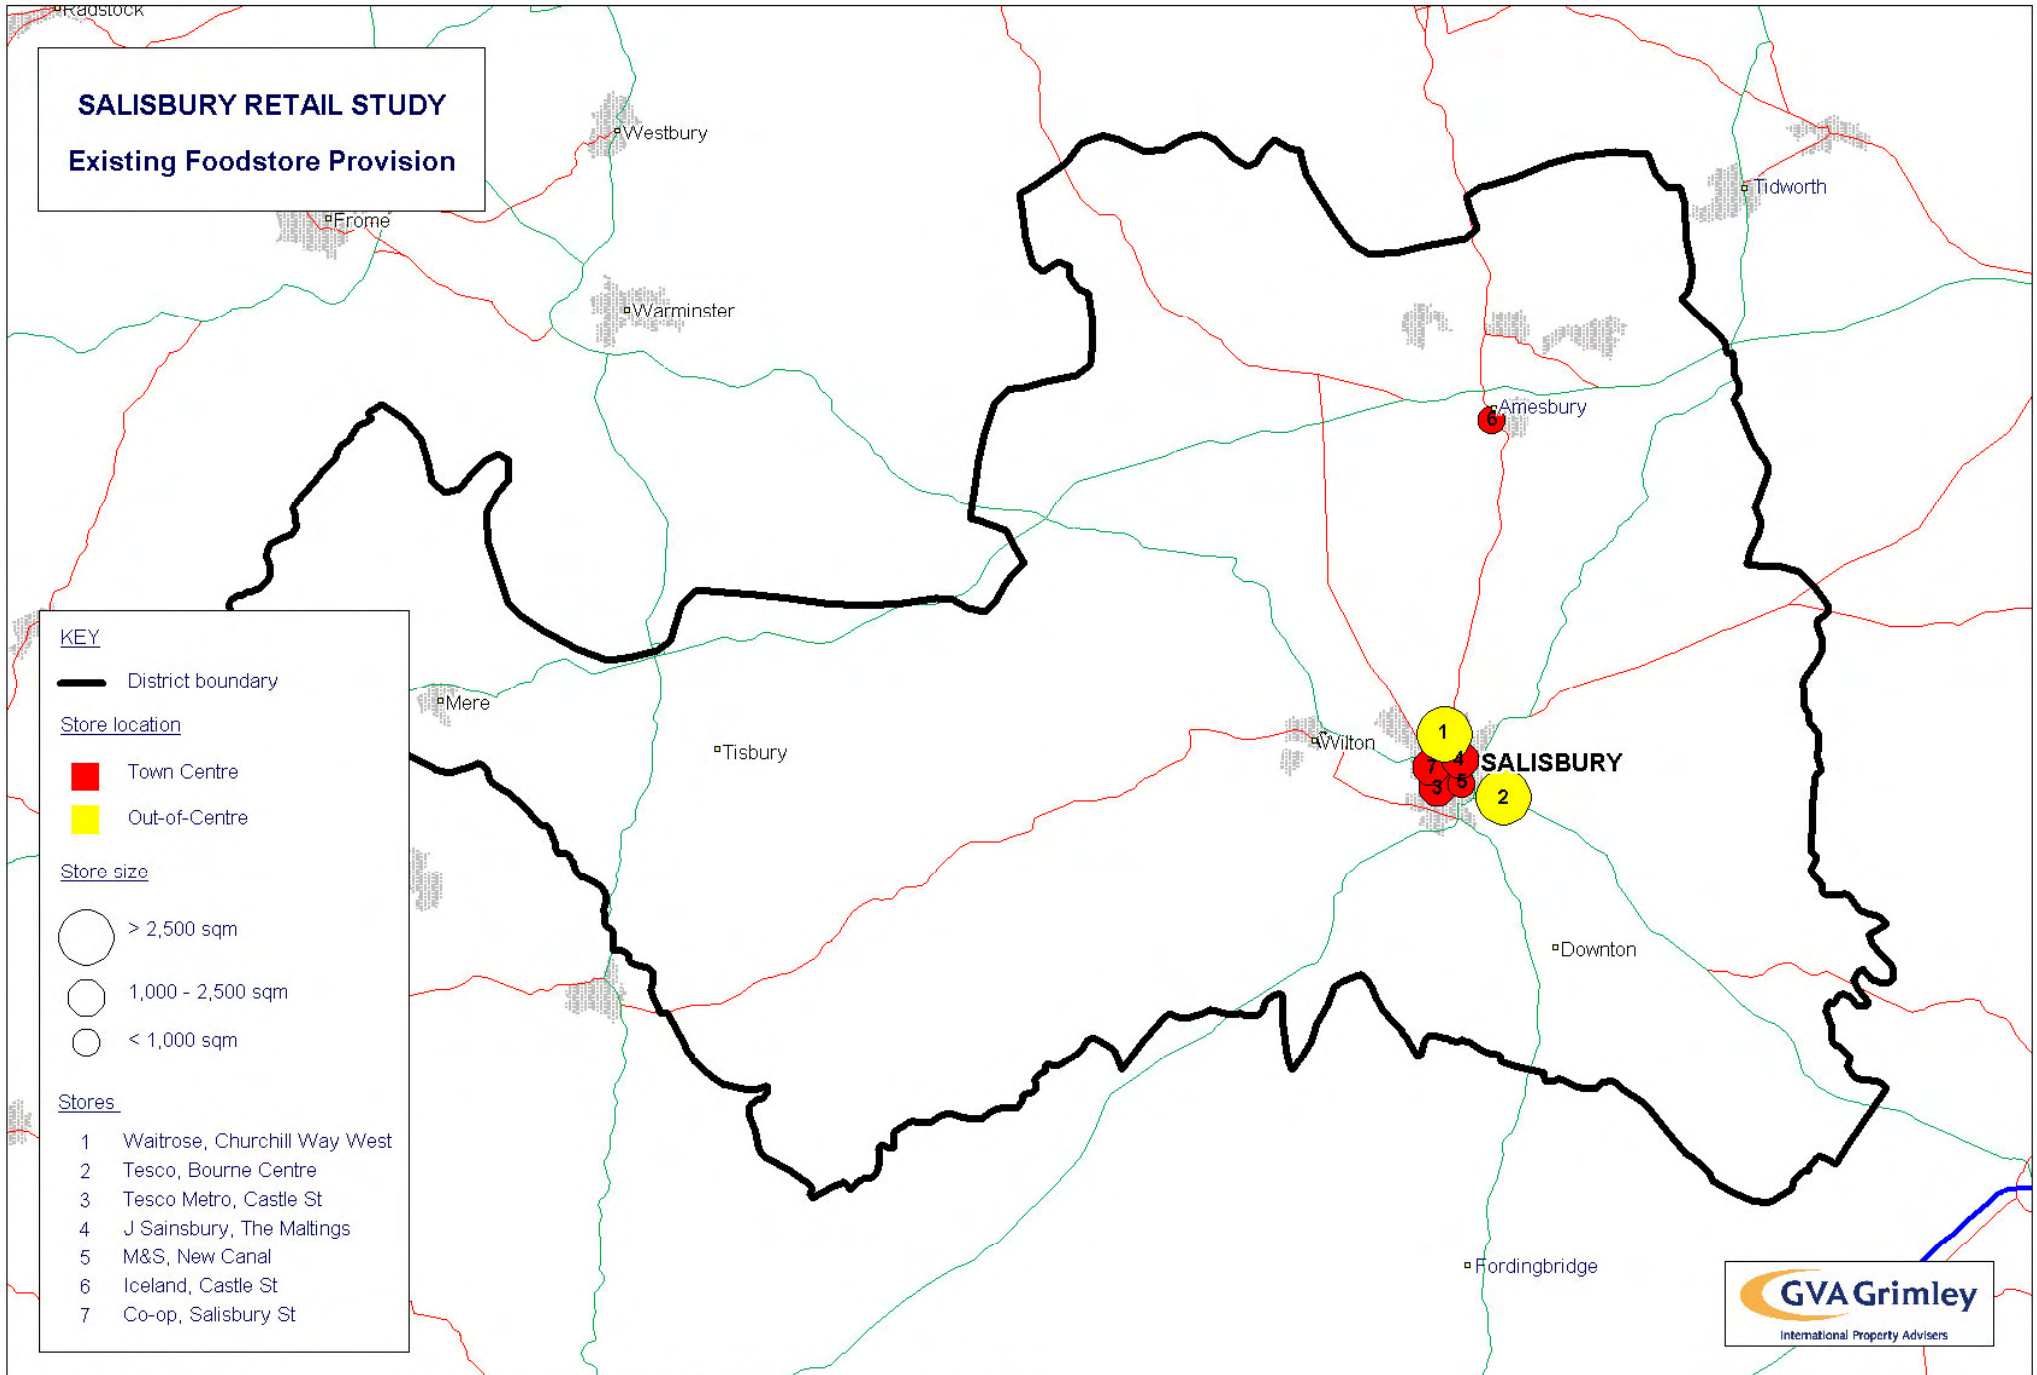 Radstock
SALISBURY RETAIL STUDY
Existing Foodstore Provision
Westbury
Tidworth
Frome
Warminster
Amesbury
6
KEY
District boundary
Store location
Town Centre
Out-of-Centre
Store size
> 2,500 sqm
1,000 - 2,500 sqm
< 1,000 sqm
Stores
1 Waitrose, Churchill Way West
2 Tesco, Bourne Centre
3 Tesco Metro, Castle St
4 J Sainsbury, The Maltings
5 M&S, New Canal
6 Iceland, Castle St
7 Co-op, Salisbury St
Mere
Tisbury
Wilton
1
4
7
SALISBURY
5
3
2
Downton
Fordingbridge
GVA Grimley
International Property Advisers